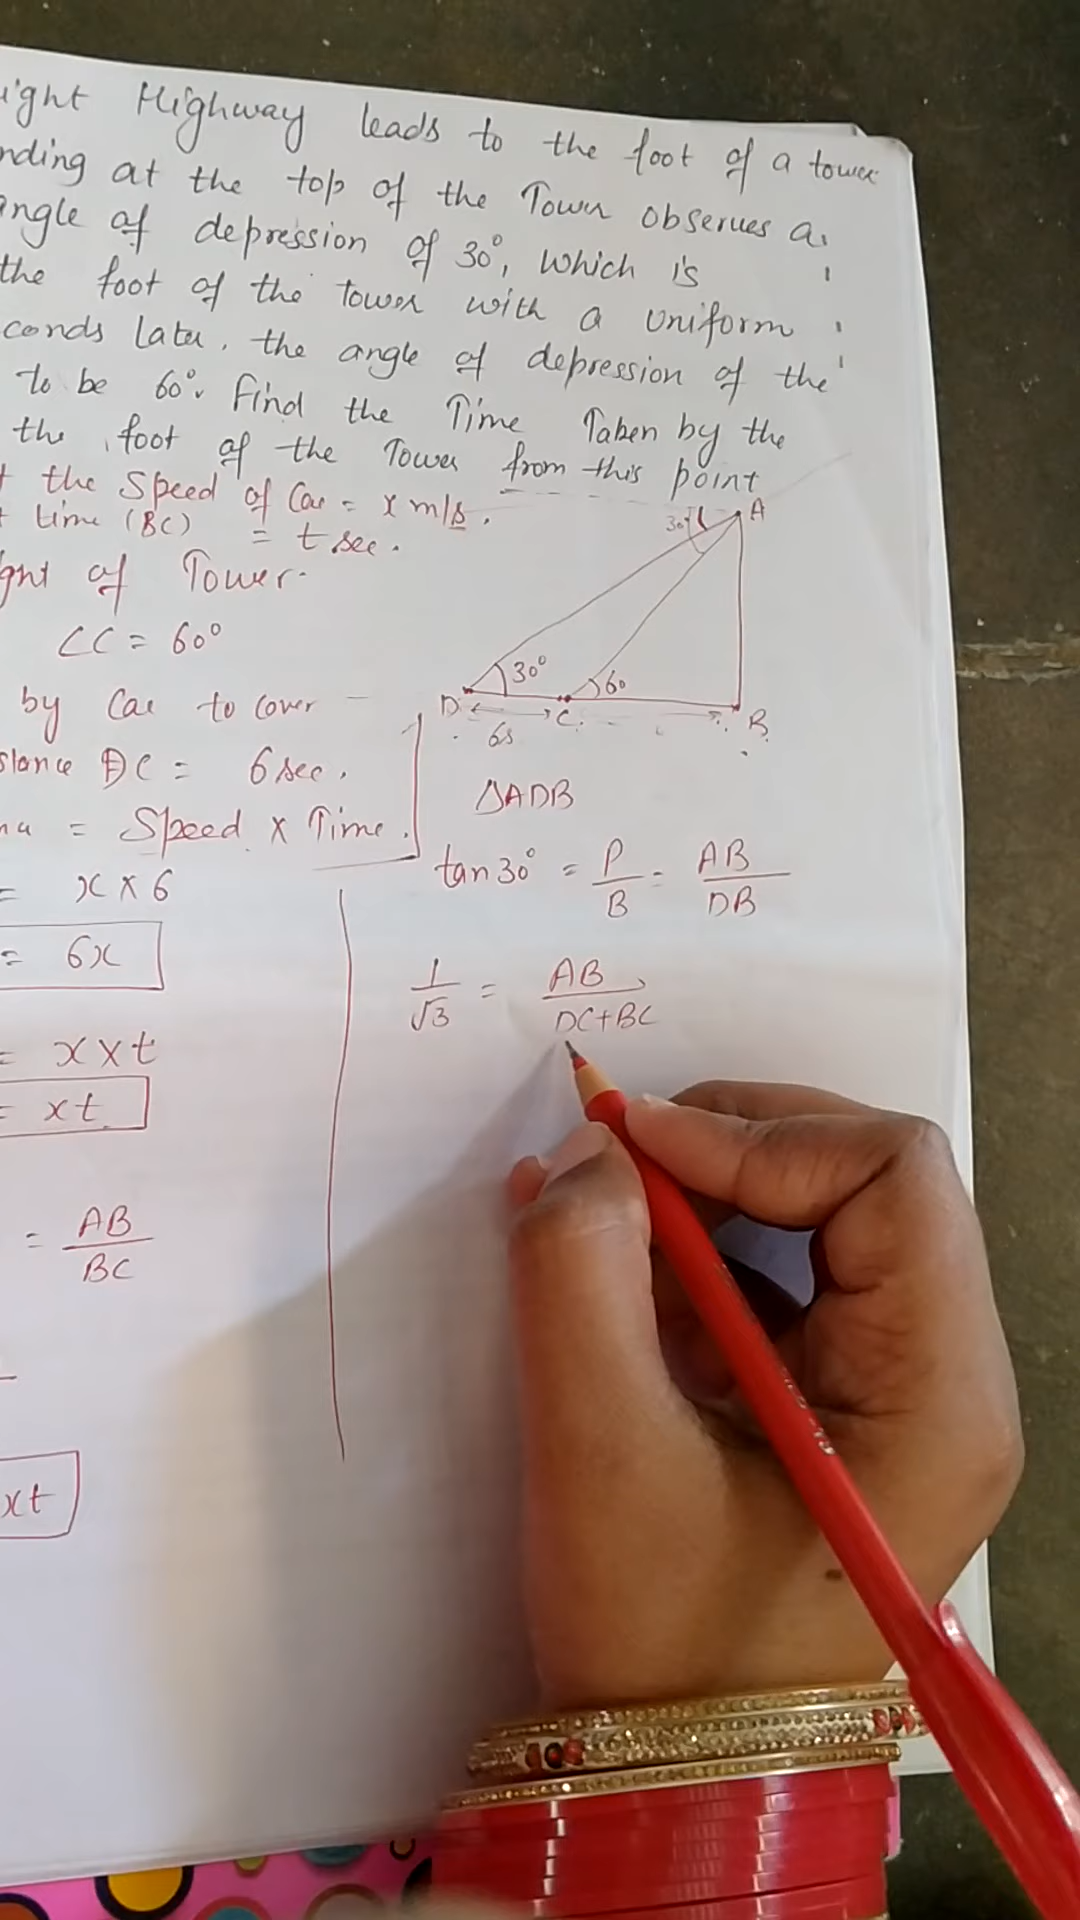 ight Highway leads to the foot of a tower
nding at the top of the Tower observes a
angle of depression of 30°, which is
the foot of the tower with a uniform
conds later, the angle of depression of the
to be 60°. Find the Time Taken by the
the foot of the Tower from this point
t the Speed of Car = x m/s.
t time (BC) = t sec.
ght of Tower.
∠C = 60°
by Car to cover
stance DC = 6 sec.
= Speed × Time.
= x × 6
= 6x
= x × t
= xt
= AB/BC
xt
A
30°
30°
60
D
C
B
6s
△ADB
tan 30° = P/B = AB/DB
1/√3 = AB/DC+BC